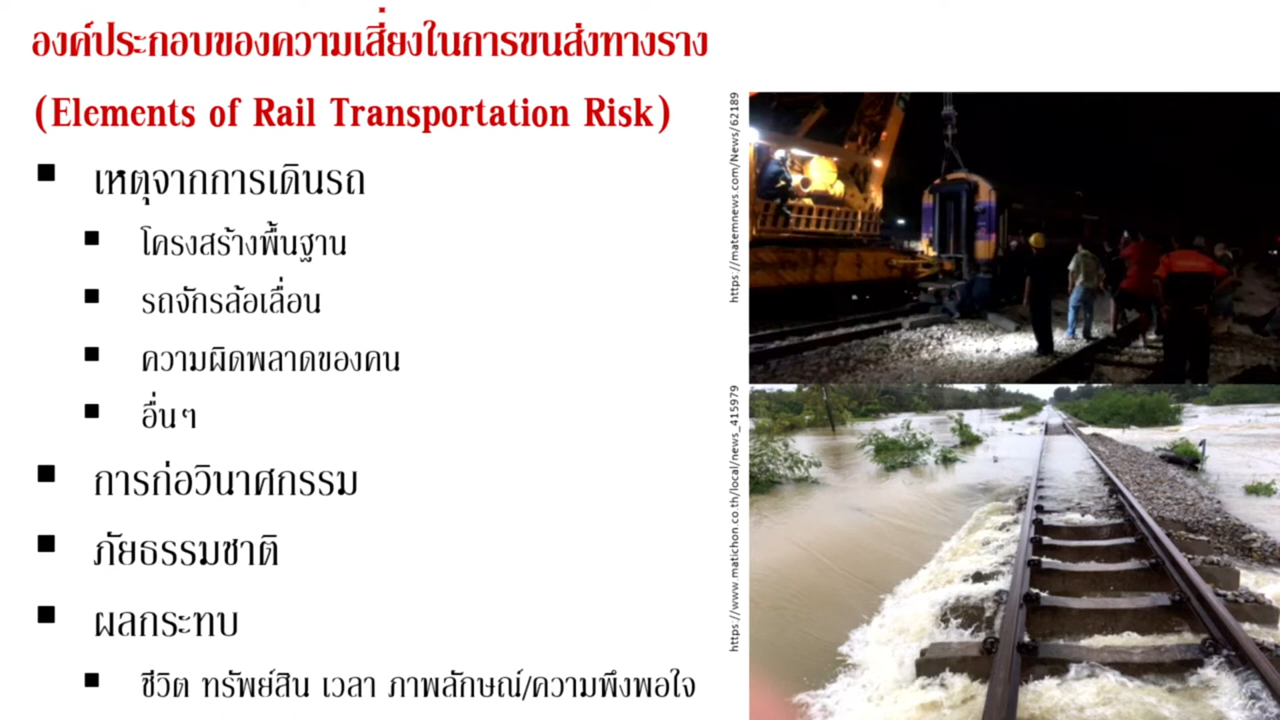 องค์ประกอบของความเสี่ยงในการขนส่งทางราง
(Elements of Rail Transportation Risk)
▪ เหตุจากการเดินรถ
▪ โครงสร้างพื้นฐาน
▪ รถจักรล้อเลื่อน
▪ ความผิดพลาดของคน
▪ อื่นๆ
▪ การก่อวินาศกรรม
▪ ภัยธรรมชาติ
▪ ผลกระทบ
▪ ชีวิต ทรัพย์สิน เวลา ภาพลักษณ์/ความพึงพอใจ
https://matemnews.com/News/62189
https://www.matichon.co.th/local/news_415979